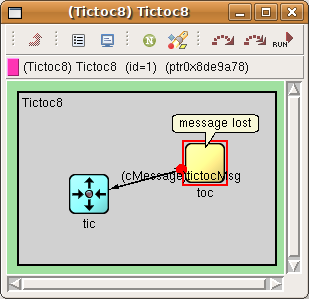 (Tictoc8) Tictoc8
N
RUN
(Tictoc8) Tictoc8 (id=1) (ptr0x8de9a78)
Tictoc8
message lost
(cMessage)tictocMsg
toc
tic